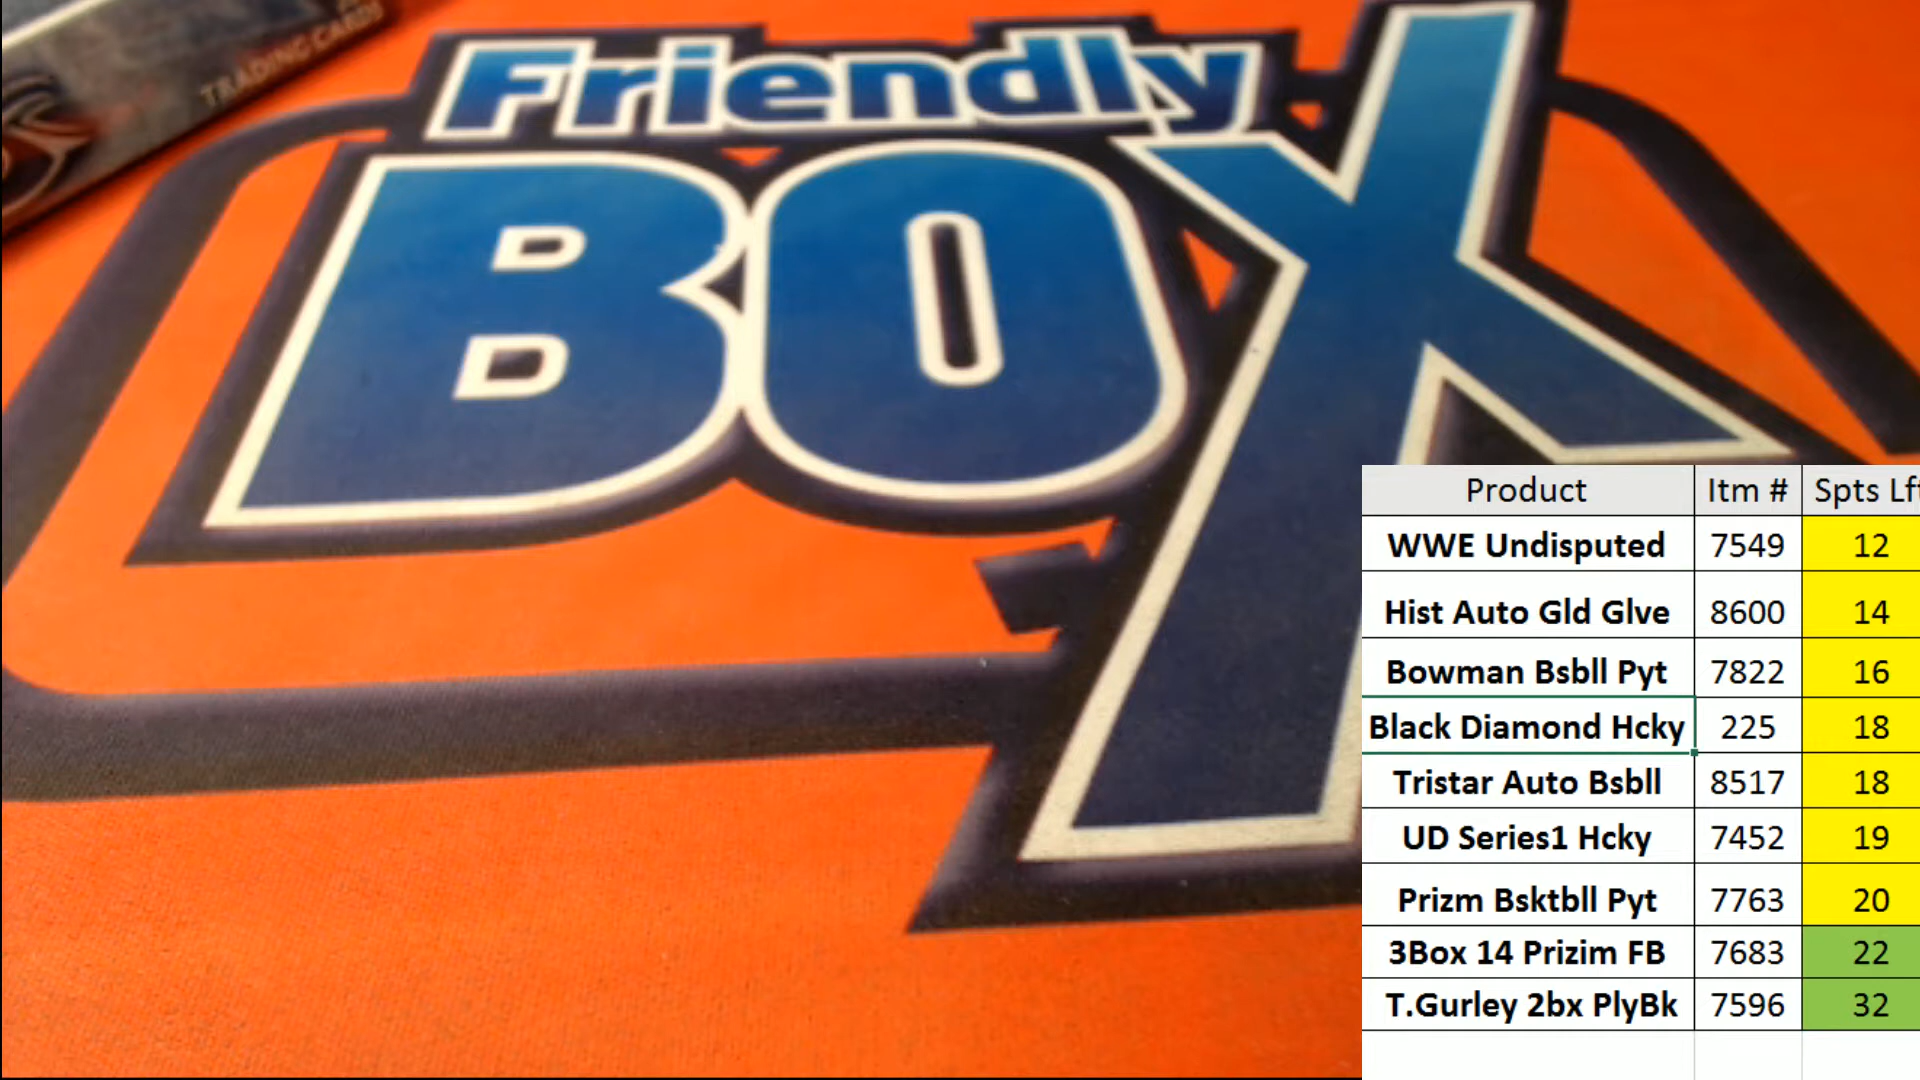 TRADING CARDS
Friendly
BOX
Product Itm # Spts Lft
WWE Undisputed 7549 12
Hist Auto Gld Glve 8600 14
Bowman Bsbll Pyt 7822 16
Black Diamond Hcky 225 18
Tristar Auto Bsbll 8517 18
UD Series1 Hcky 7452 19
Prizm Bsktbll Pyt 7763 20
3Box 14 Prizim FB 7683 22
T.Gurley 2bx PlyBk 7596 32